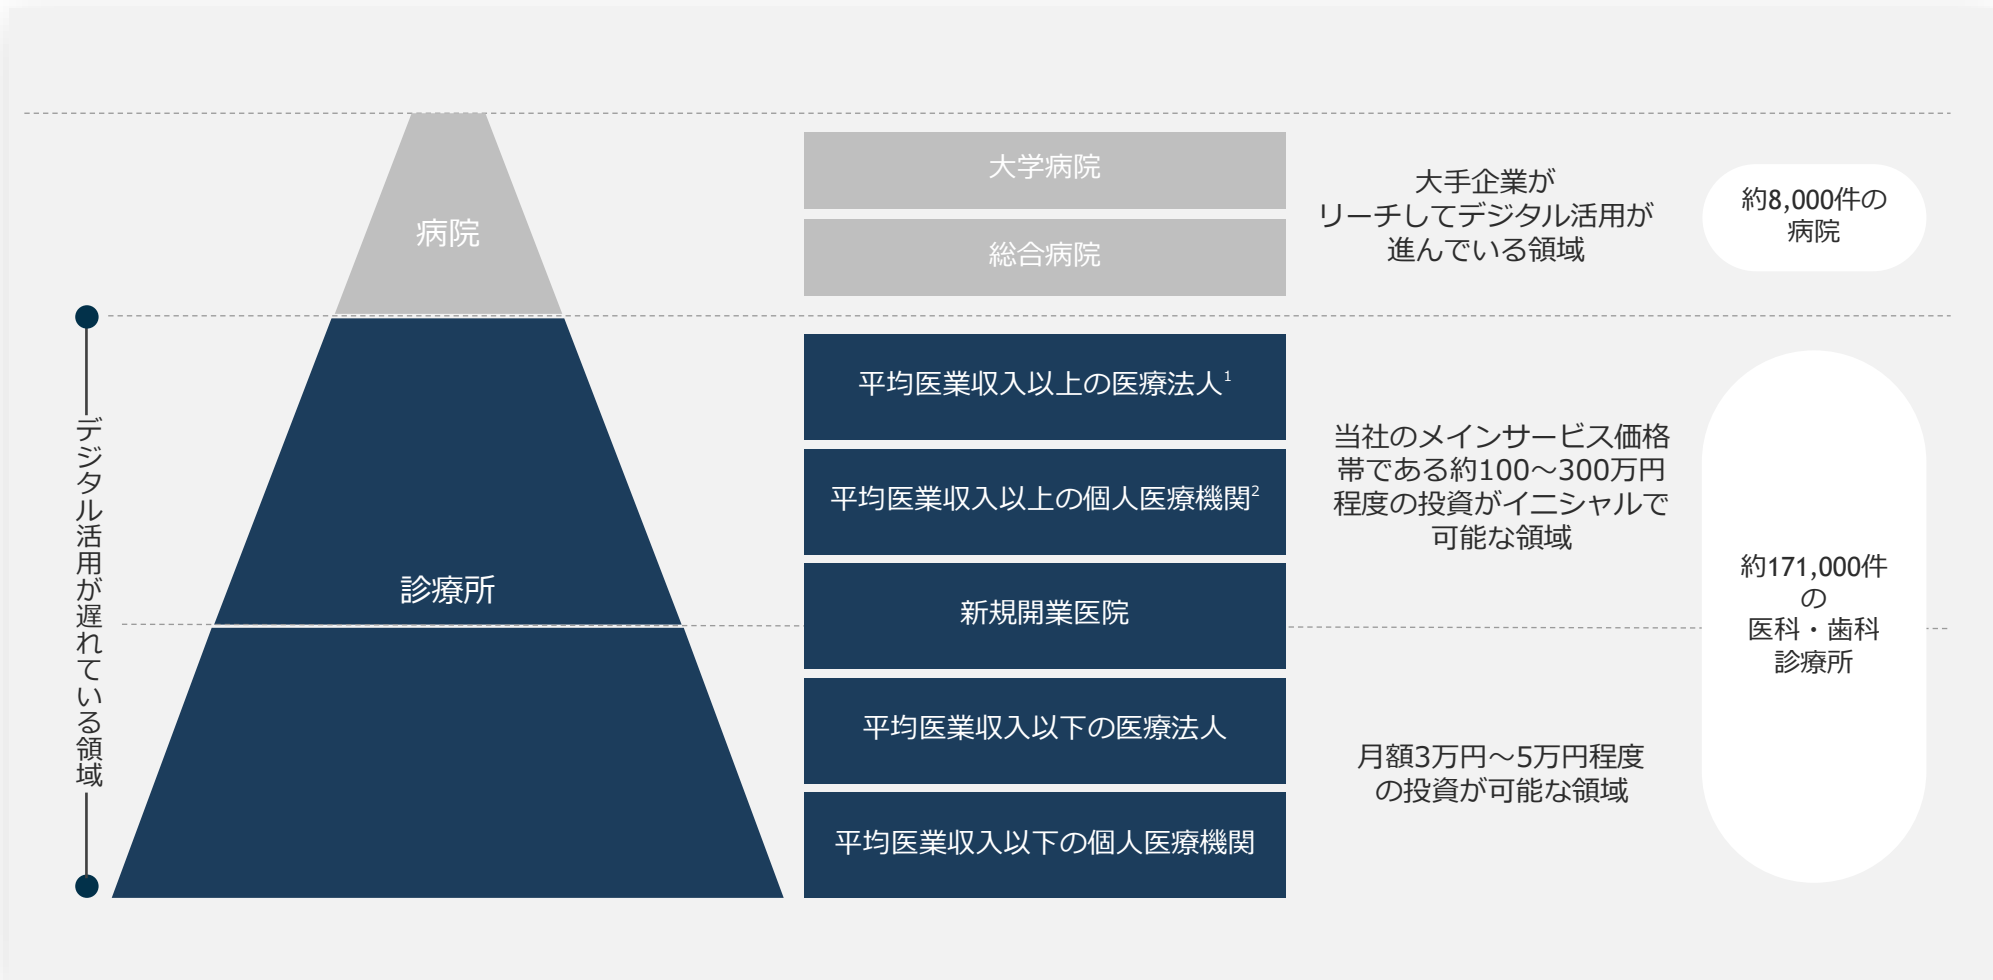 病院
大学病院
総合病院
大手企業が
リーチしてデジタル活用が
進んでいる領域
約8,000件の
病院
デジタル活用が遅れている領域
診療所
平均医業収入以上の医療法人1
平均医業収入以上の個人医療機関2
新規開業医院
平均医業収入以下の医療法人
平均医業収入以下の個人医療機関
当社のメインサービス価格
帯である約100～300万円
程度の投資がイニシャルで
可能な領域
月額3万円～5万円程度
の投資が可能な領域
約171,000件
の
医科・歯科
診療所